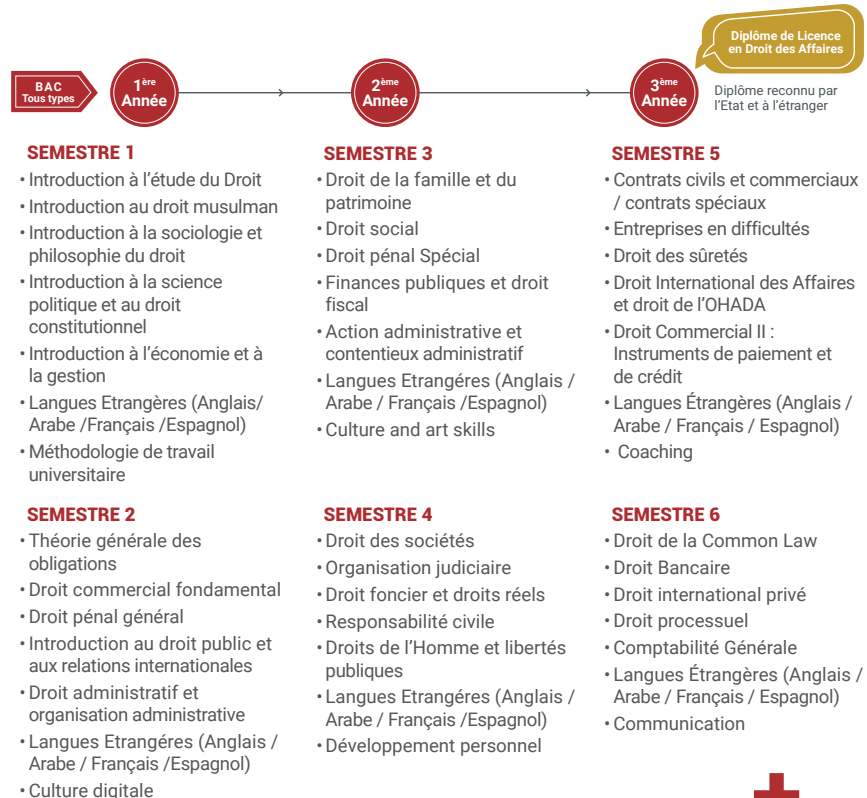 Diplôme de Licence
en Droit des Affaires
BAC
Tous types
1ère
Année
2ème
Année
3ème
Année
Diplôme reconnu par
l'Etat et à l'étranger
SEMESTRE 1
• Introduction à l'étude du Droit
• Introduction au droit musulman
• Introduction à la sociologie et
philosophie du droit
• Introduction à la science
politique et au droit
constitutionnel
• Introduction à l'économie et à
la gestion
• Langues Etrangères (Anglais/
Arabe /Français /Espagnol)
• Méthodologie de travail
universitaire
SEMESTRE 2
• Théorie générale des
obligations
• Droit commercial fondamental
• Droit pénal général
• Introduction au droit public et
aux relations internationales
• Droit administratif et
organisation administrative
• Langues Etrangéres (Anglais /
Arabe / Français /Espagnol)
• Culture digitale
SEMESTRE 3
• Droit de la famille et du
patrimoine
• Droit social
• Droit pénal Spécial
• Finances publiques et droit
fiscal
• Action administrative et
contentieux administratif
• Langues Etrangéres (Anglais /
Arabe / Français /Espagnol)
• Culture and art skills
SEMESTRE 4
• Droit des sociétés
• Organisation judiciaire
• Droit foncier et droits réels
• Responsabilité civile
• Droits de l'Homme et libertés
publiques
• Langues Etrangéres (Anglais /
Arabe / Français /Espagnol)
• Développement personnel
SEMESTRE 5
• Contrats civils et commerciaux
/ contrats spéciaux
• Entreprises en difficultés
• Droit des sûretés
• Droit International des Affaires
et droit de l'OHADA
• Droit Commercial II :
Instruments de paiement et
de crédit
• Langues Étrangères (Anglais /
Arabe / Français / Espagnol)
• Coaching
SEMESTRE 6
• Droit de la Common Law
• Droit Bancaire
• Droit international privé
• Droit processuel
• Comptabilité Générale
• Langues Étrangères (Anglais /
Arabe / Français / Espagnol)
• Communication